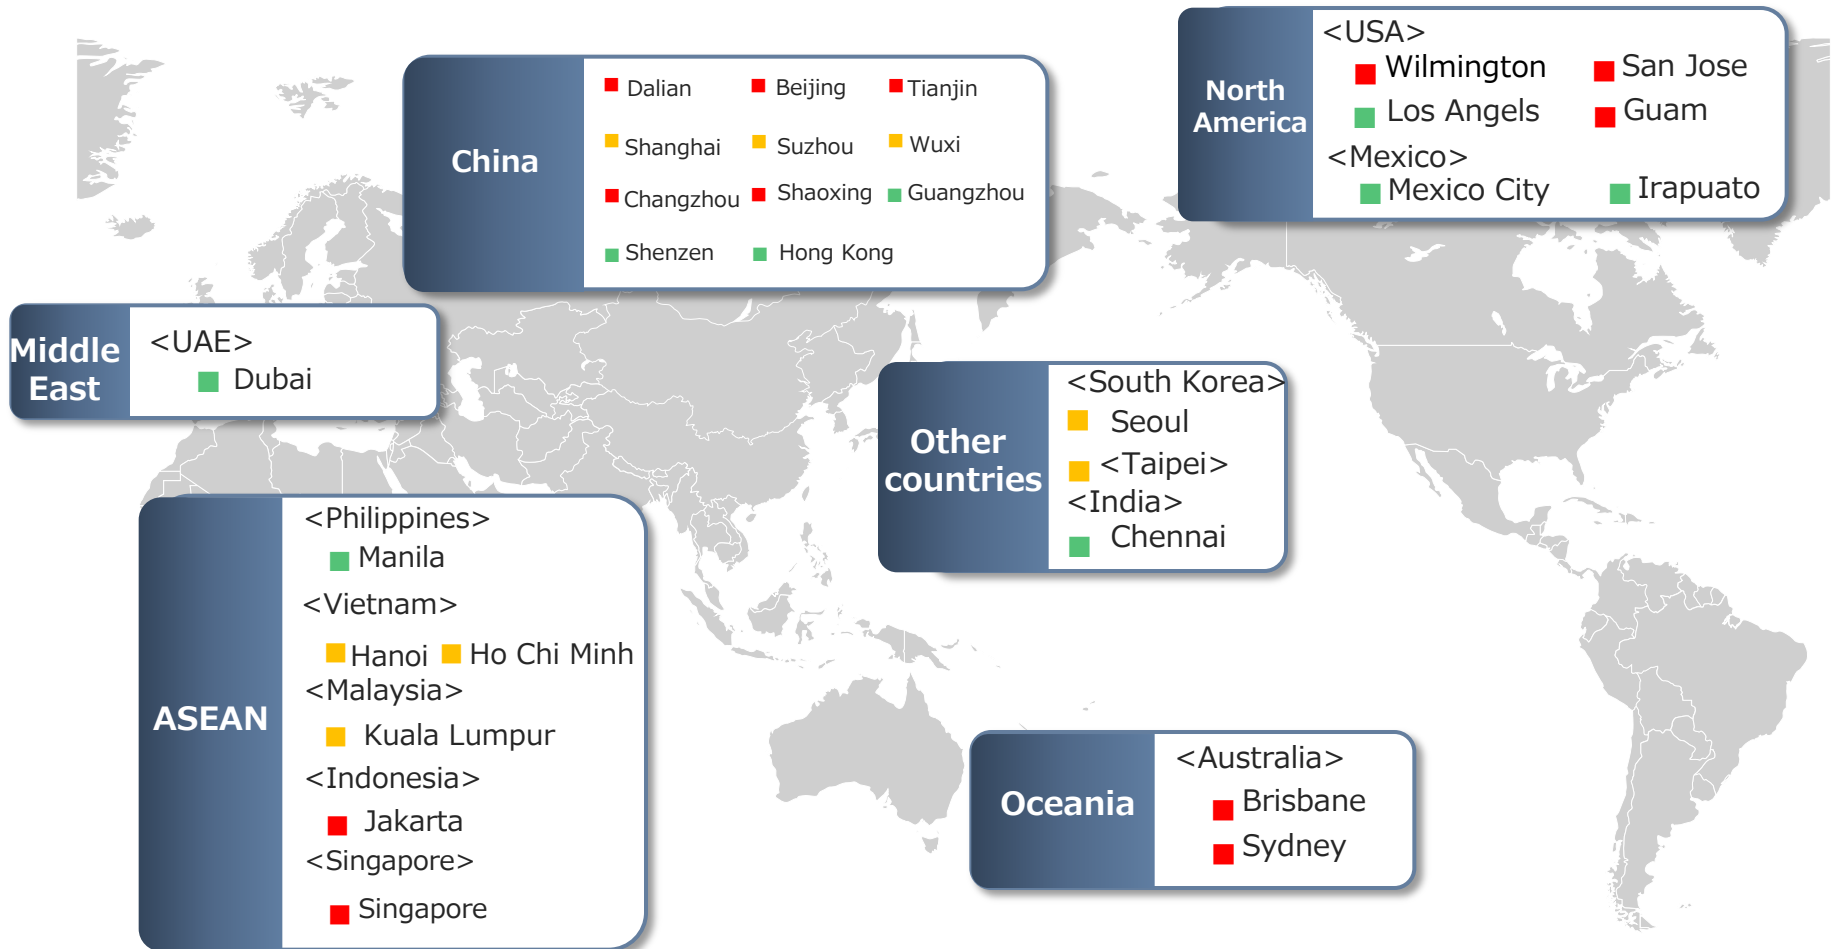 China
Dalian Beijing Tianjin
Shanghai Suzhou Wuxi
Changzhou Shaoxing Guangzhou
Shenzen Hong Kong
North
America
<USA>
Wilmington San Jose
Los Angels Guam
<Mexico>
Mexico City Irapuato
Middle
East
<UAE>
Dubai
Other
countries
<South Korea>
Seoul
<Taipei>
<India>
Chennai
ASEAN
<Philippines>
Manila
<Vietnam>
Hanoi Ho Chi Minh
<Malaysia>
Kuala Lumpur
<Indonesia>
Jakarta
<Singapore>
Singapore
Oceania
<Australia>
Brisbane
Sydney